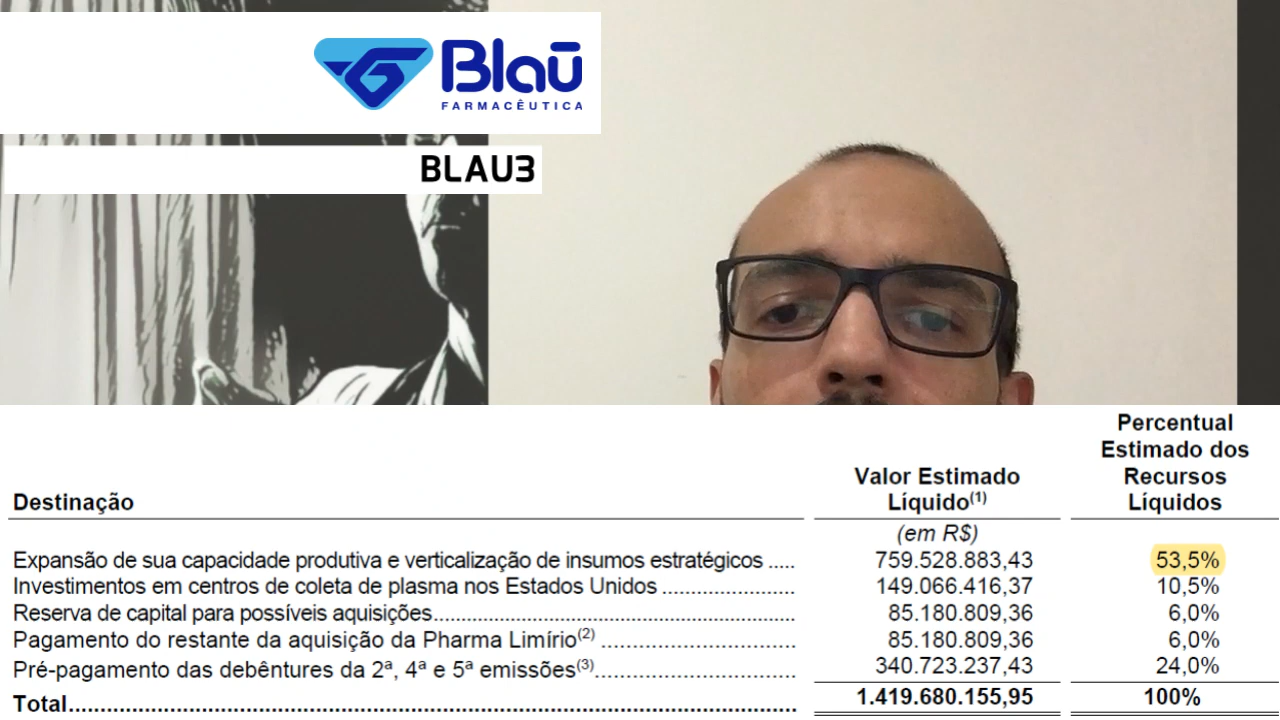 Blaū
FARMACÊUTICA
BLAU3
Percentual
Estimado dos
Valor Estimado Recursos
Destinação Líquido(1) Líquidos
(em R$)
Expansão de sua capacidade produtiva e verticalização de insumos estratégicos ..... 759.528.883,43 53,5%
Investimentos em centros de coleta de plasma nos Estados Unidos ...................... 149.066.416,37 10,5%
Reserva de capital para possíveis aquisições............................................................ 85.180.809,36 6,0%
Pagamento do restante da aquisição da Pharma Limírio(2) ................................ 85.180.809,36 6,0%
Pré-pagamento das debêntures da 2ª, 4ª e 5ª emissões(3)................................. 340.723.237,43 24,0%
Total............................................................................................................. 1.419.680.155,95 100%